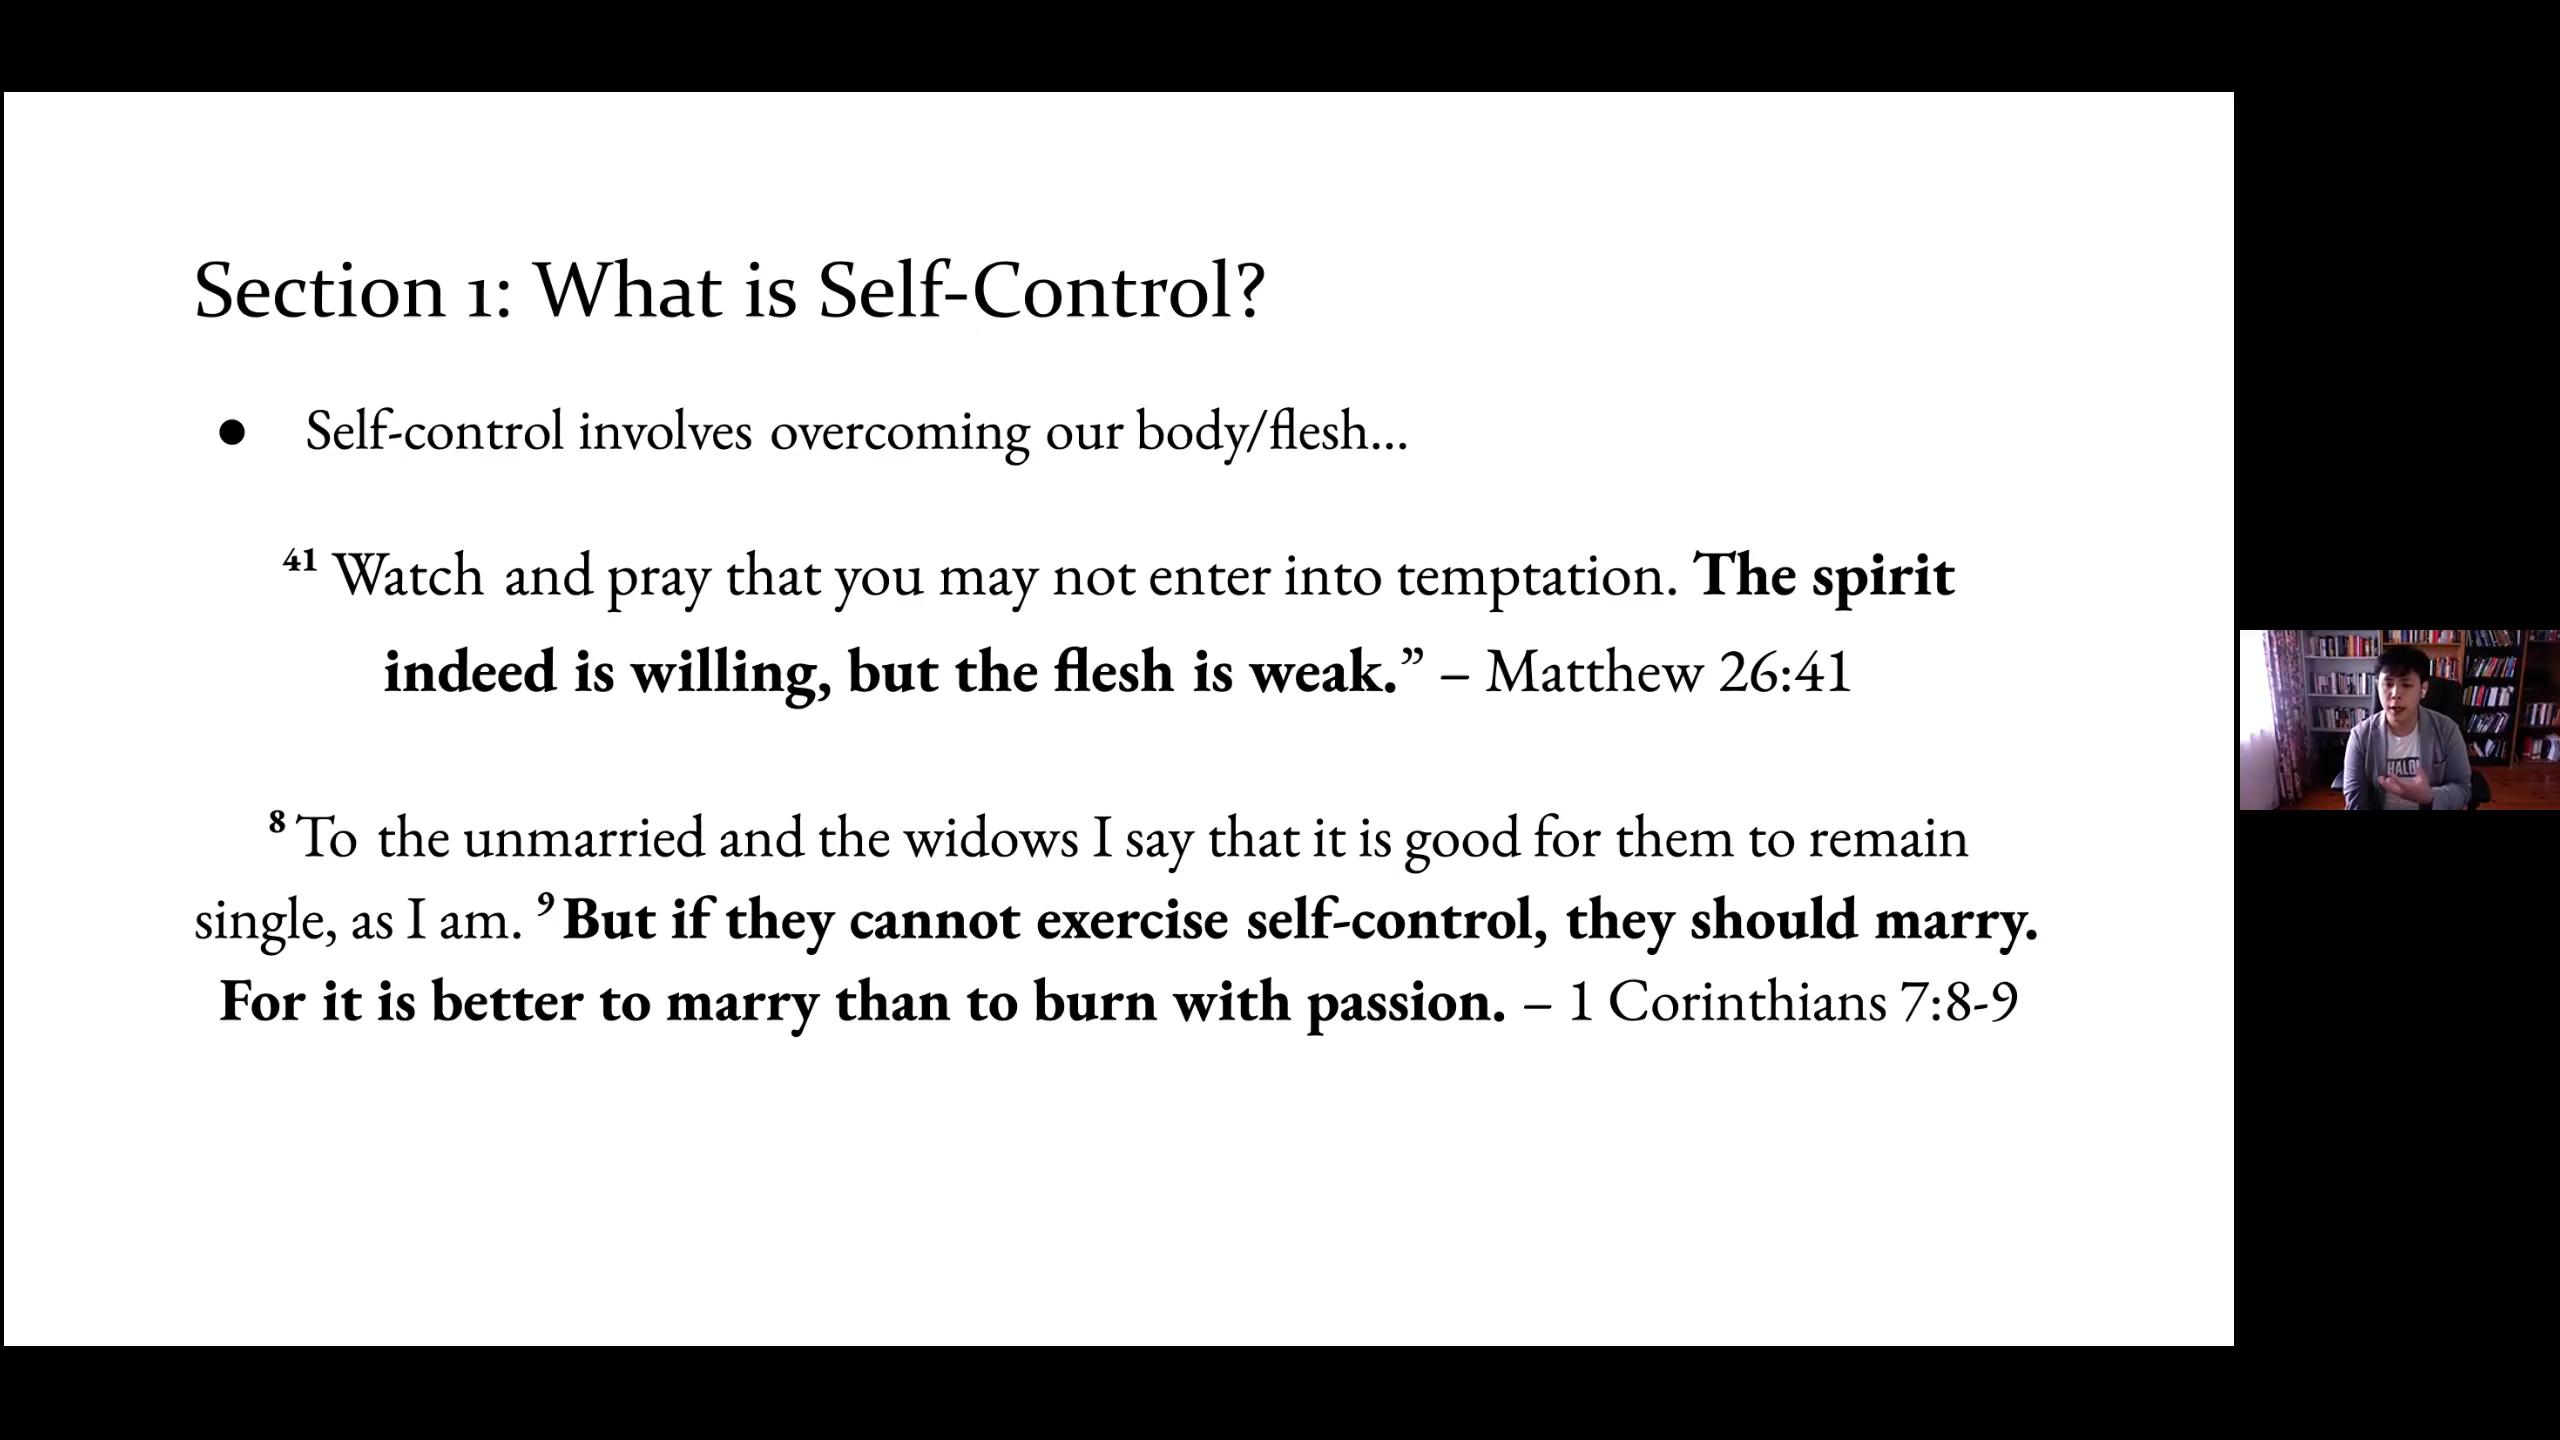 Section 1: What is Self-Control?
● Self-control involves overcoming our body/flesh...
41 Watch and pray that you may not enter into temptation. The spirit
indeed is willing, but the flesh is weak.” – Matthew 26:41
8 To the unmarried and the widows I say that it is good for them to remain
single, as I am. 9 But if they cannot exercise self-control, they should marry.
For it is better to marry than to burn with passion. – 1 Corinthians 7:8-9